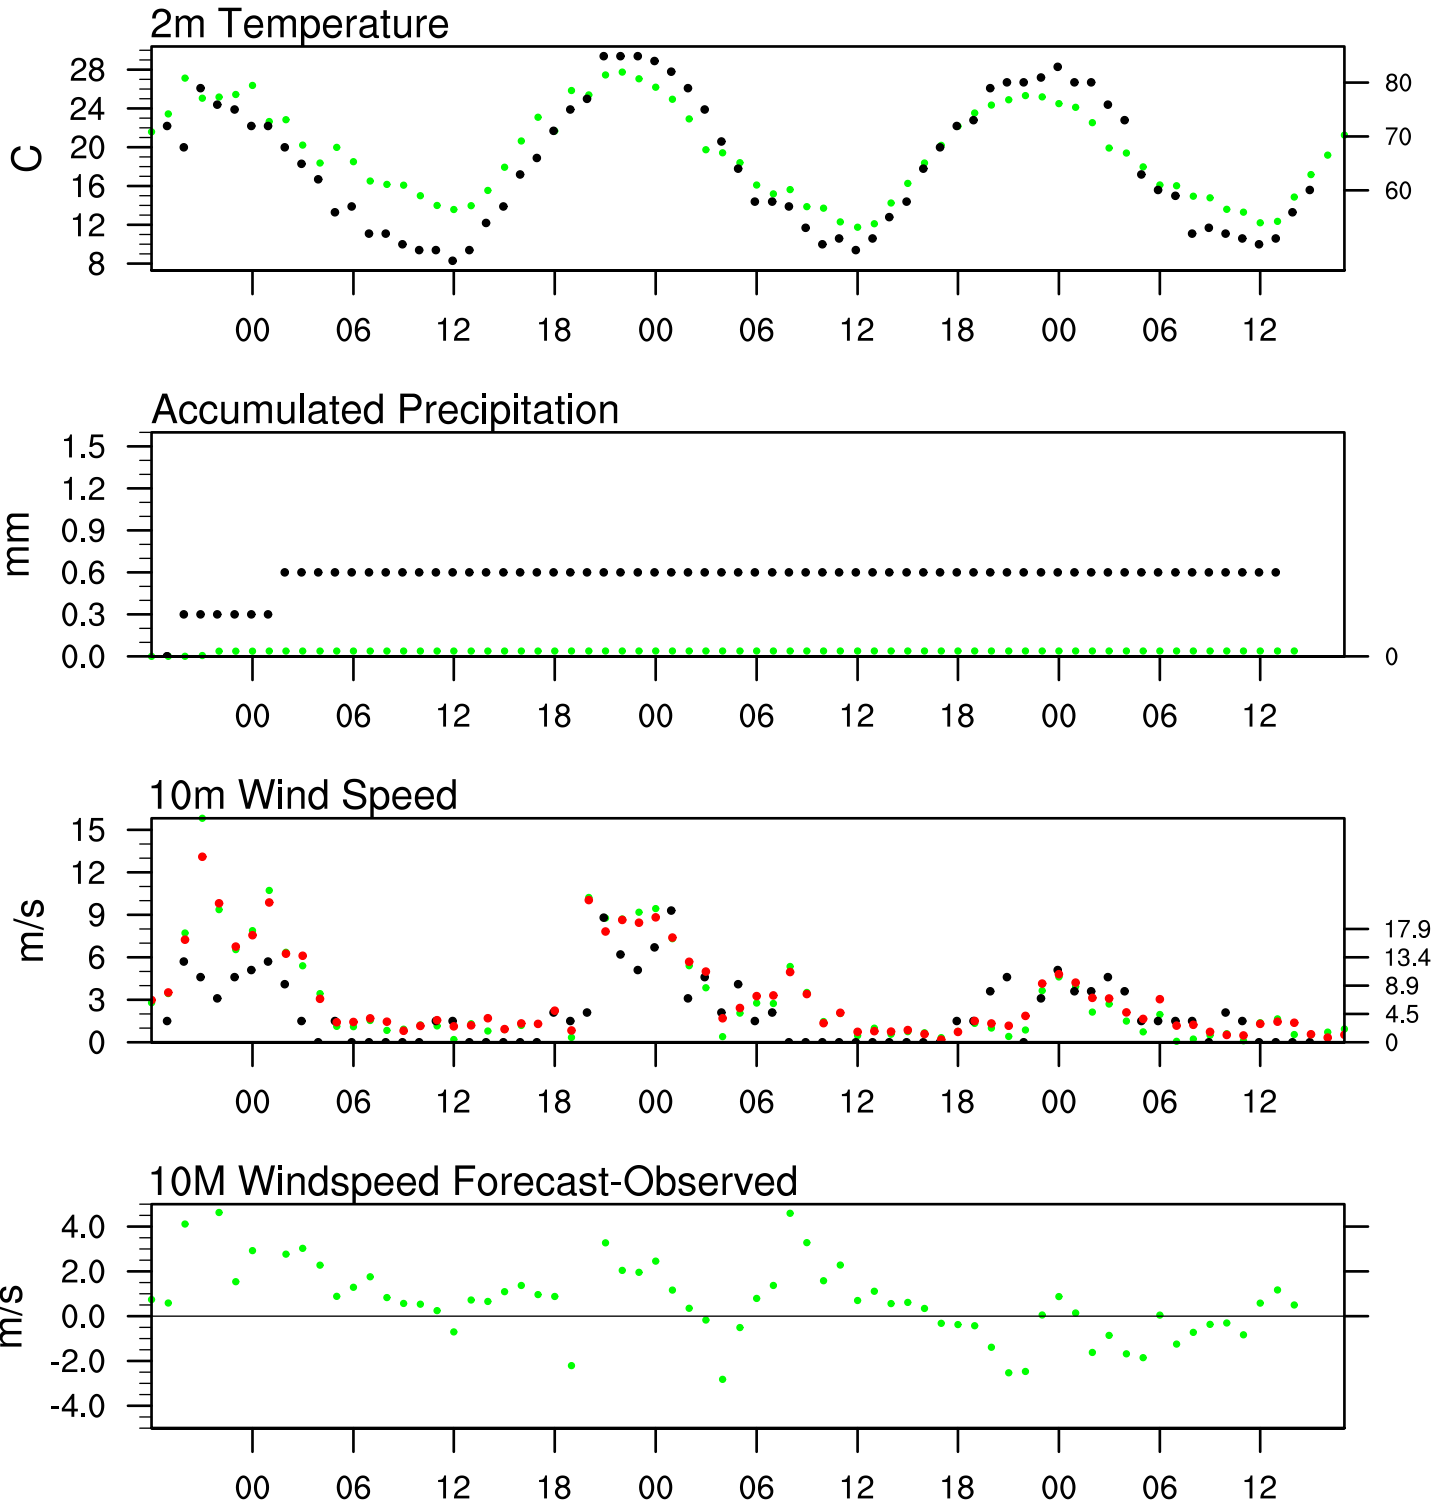 2m Temperature
C
28
24
20
16
12
8
80
70
60
00 06 12 18 00 06 12 18 00 06 12
Accumulated Precipitation
mm
1.5
1.2
0.9
0.6
0.3
0.0
0
00 06 12 18 00 06 12 18 00 06 12
10m Wind Speed
m/s
15
12
9
6
3
0
17.9
13.4
8.9
4.5
0
00 06 12 18 00 06 12 18 00 06 12
10M Windspeed Forecast-Observed
m/s
4.0
2.0
0.0
-2.0
-4.0
00 06 12 18 00 06 12 18 00 06 12